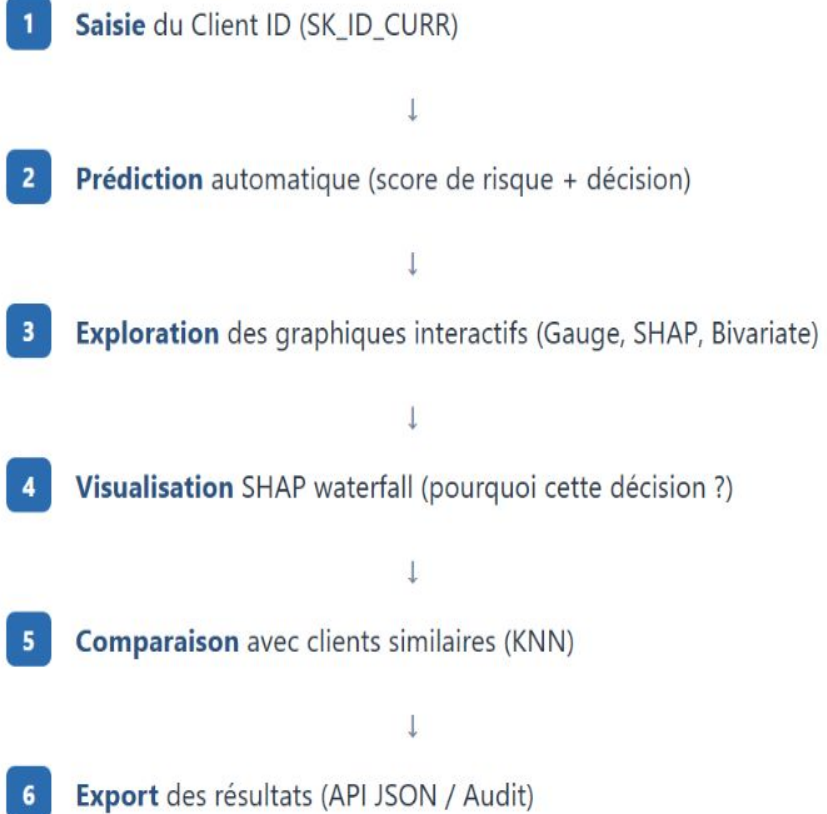 1 Saisie du Client ID (SK_ID_CURR)
↓
2 Prédiction automatique (score de risque + décision)
↓
3 Exploration des graphiques interactifs (Gauge, SHAP, Bivariate)
↓
4 Visualisation SHAP waterfall (pourquoi cette décision ?)
↓
5 Comparaison avec clients similaires (KNN)
↓
6 Export des résultats (API JSON / Audit)